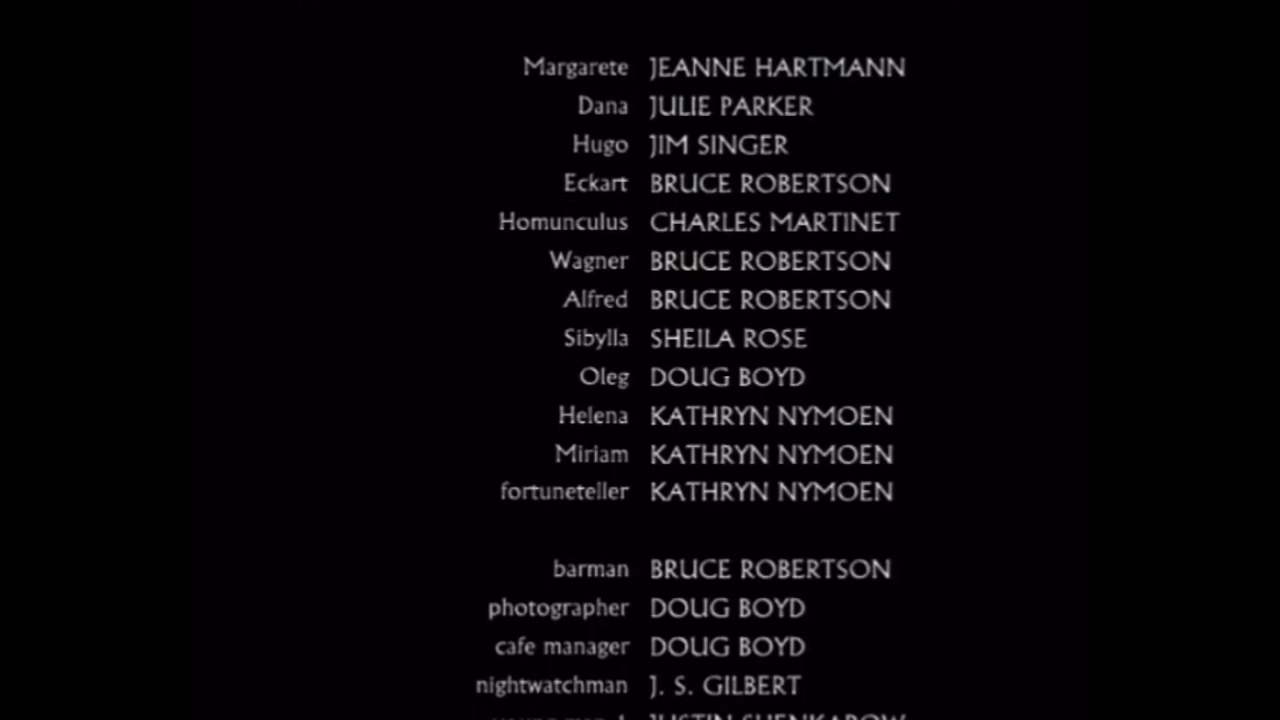 Margarete JEANNE HARTMANN
Dana JULIE PARKER
Hugo JIM SINGER
Eckart BRUCE ROBERTSON
Homunculus CHARLES MARTINET
Wagner BRUCE ROBERTSON
Alfred BRUCE ROBERTSON
Sibylla SHEILA ROSE
Oleg DOUG BOYD
Helena KATHRYN NYMOEN
Miriam KATHRYN NYMOEN
fortuneteller KATHRYN NYMOEN
barman BRUCE ROBERTSON
photographer DOUG BOYD
cafe manager DOUG BOYD
nightwatchman J. S. GILBERT
JUSTIN SHENKAROW